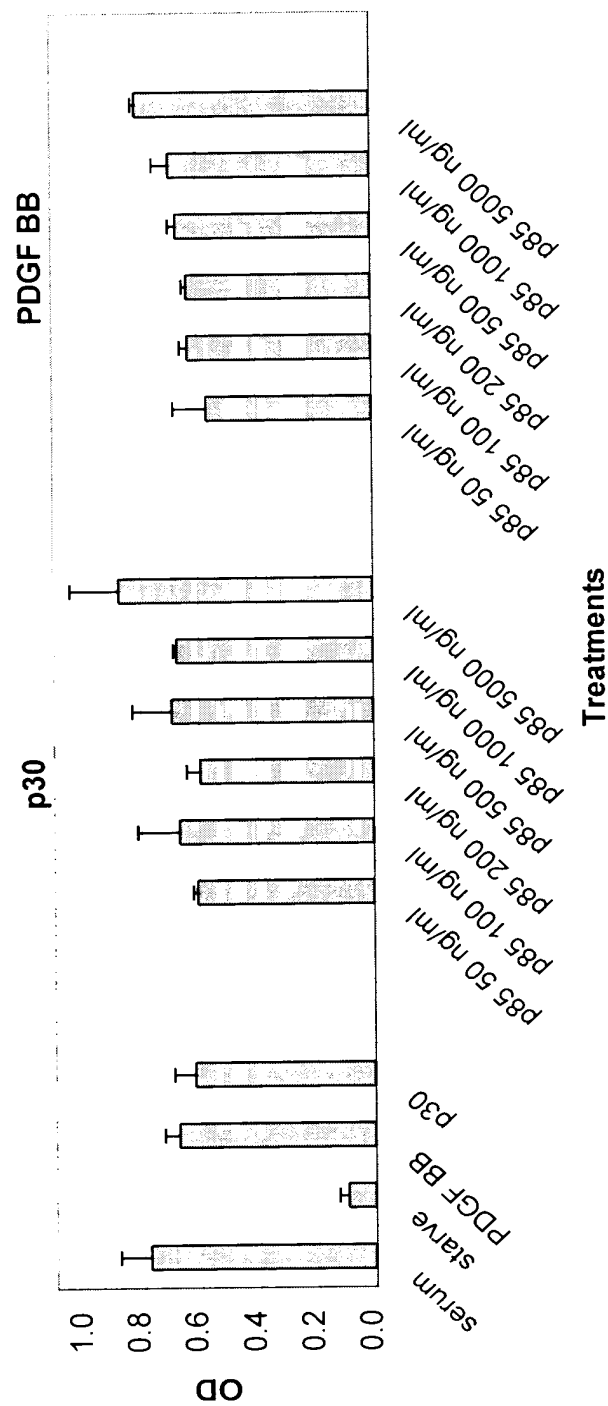 p30
PDGF BB
OD
1.0
0.8
0.6
0.4
0.2
0.0
serum
starve
PDGF BB
p30
p85 50 ng/ml
p85 100 ng/ml
p85 200 ng/ml
p85 500 ng/ml
p85 1000 ng/ml
p85 5000 ng/ml
p85 50 ng/ml
p85 100 ng/ml
p85 200 ng/ml
p85 500 ng/ml
p85 1000 ng/ml
p85 5000 ng/ml
Treatments